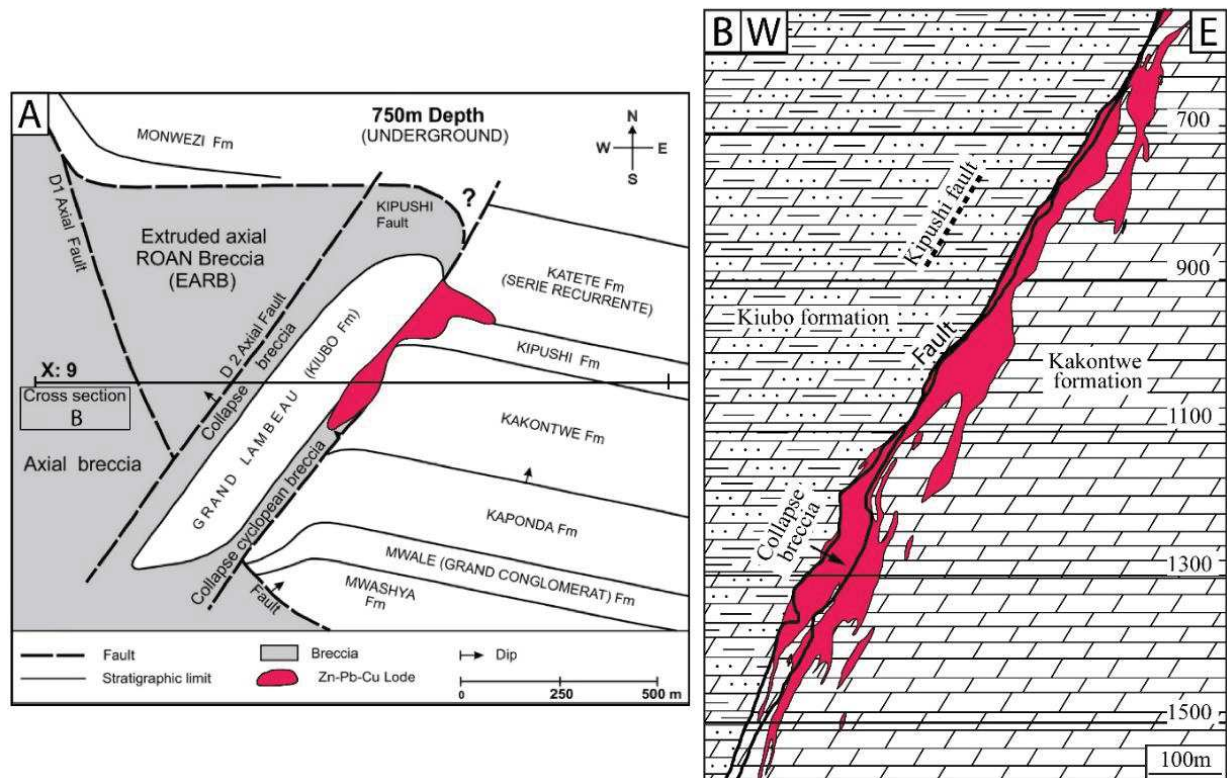 A
750m Depth
(UNDERGROUND)
N
W
E
S
MONWEZI Fm
D1 Axial Fault
KIPUSHI
Fault
?
Extruded axial
ROAN Breccia
(EARB)
KATETE Fm
(SERIE RECURRENTE)
D 2 Axial Fault
Collapse breccia
GRAND LAMBEAU (KIUBO Fm)
KIPUSHI Fm
X: 9
Cross section
B
Axial breccia
KAKONTWE Fm
Collapse cyclopean breccia
KAPONDA Fm
MWALE (GRAND CONGLOMERAT) Fm
Fault
MWASHYA
Fm
Fault
Breccia
Dip
Stratigraphic limit
Zn-Pb-Cu Lode
0
250
500 m
B W
E
700
Kipushi fault
900
Kiubo formation
Fault
Kakontwe
formation
1100
Collapse
breccia
1300
1500
100m